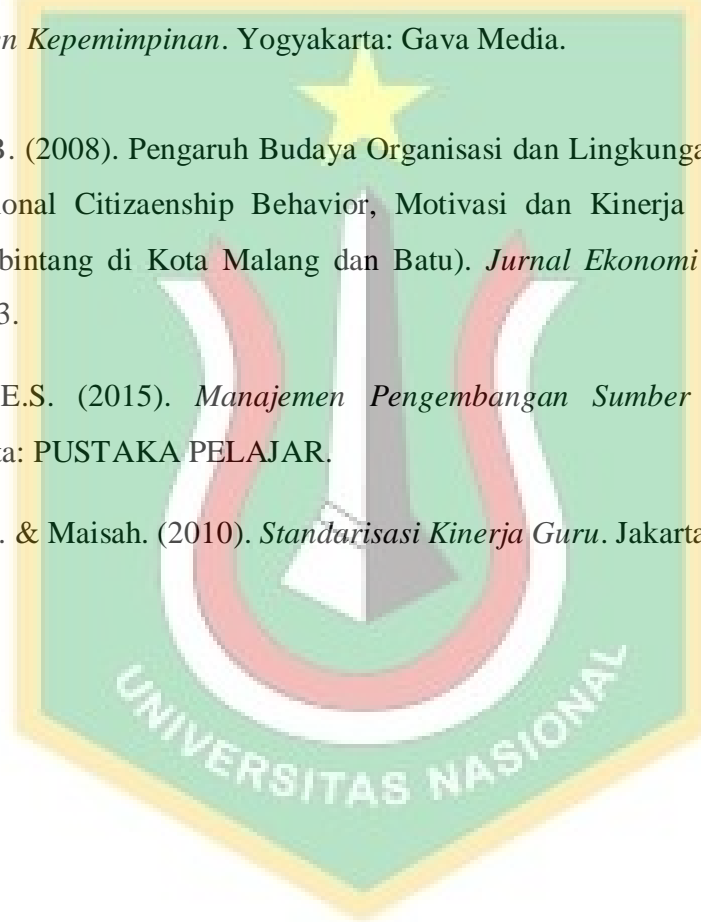 en Kepemimpinan. Yogyakarta: Gava Media.
B. (2008). Pengaruh Budaya Organisasi dan Lingkunga
ional Citizaenship Behavior, Motivasi dan Kinerja
bintang di Kota Malang dan Batu). Jurnal Ekonomi
3.
E.S. (2015). Manajemen Pengembangan Sumber
ta: PUSTAKA PELAJAR.
. & Maisah. (2010). Standarisasi Kinerja Guru. Jakarta
UNIVERSITAS NASIONAL